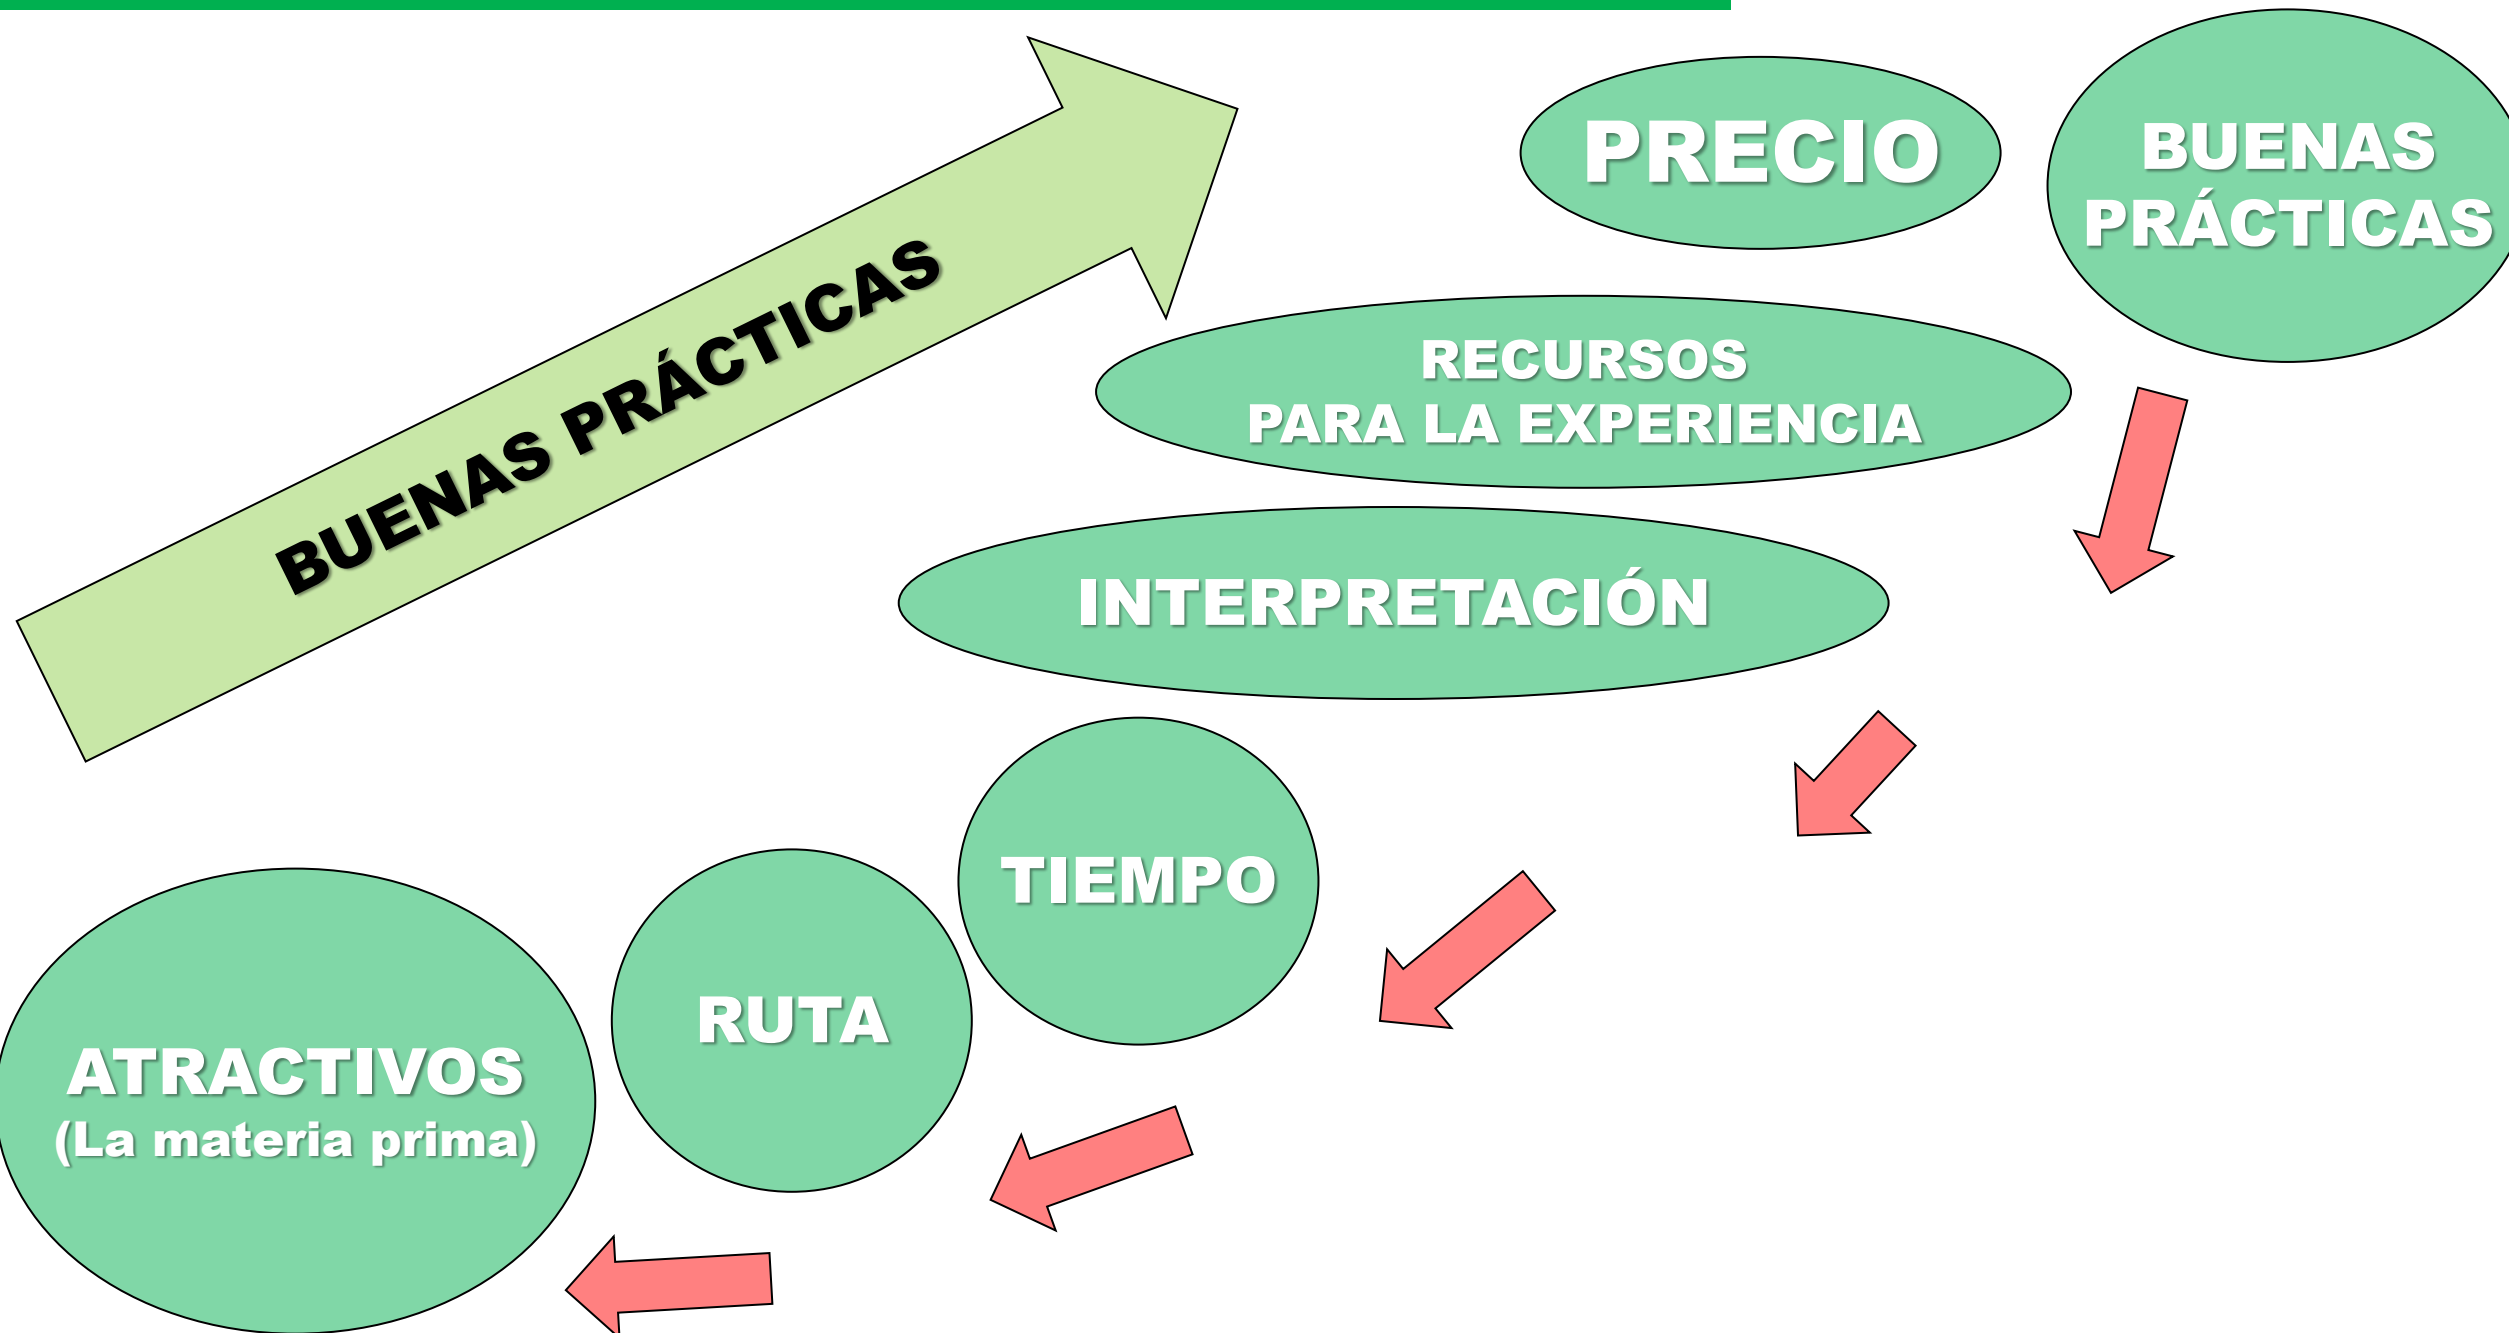 PRECIO
BUENAS
PRÁCTICAS
BUENAS PRÁCTICAS
RECURSOS
PARA LA EXPERIENCIA
INTERPRETACIÓN
TIEMPO
RUTA
ATRACTIVOS
(La materia prima)